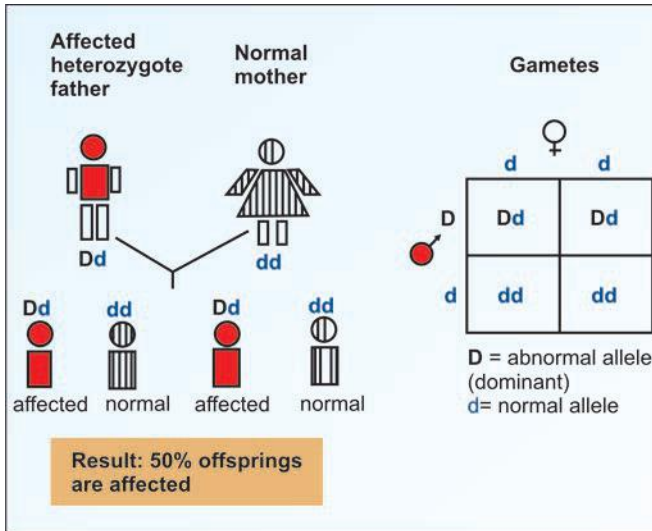 Affected
heterozygote
father
Normal
mother
Dd
dd
Dd
dd
Dd
dd
affected
normal
affected
normal
Result: 50% offsprings
are affected
Gametes
d
d
D
Dd
Dd
d
dd
dd
D = abnormal allele
(dominant)
d= normal allele